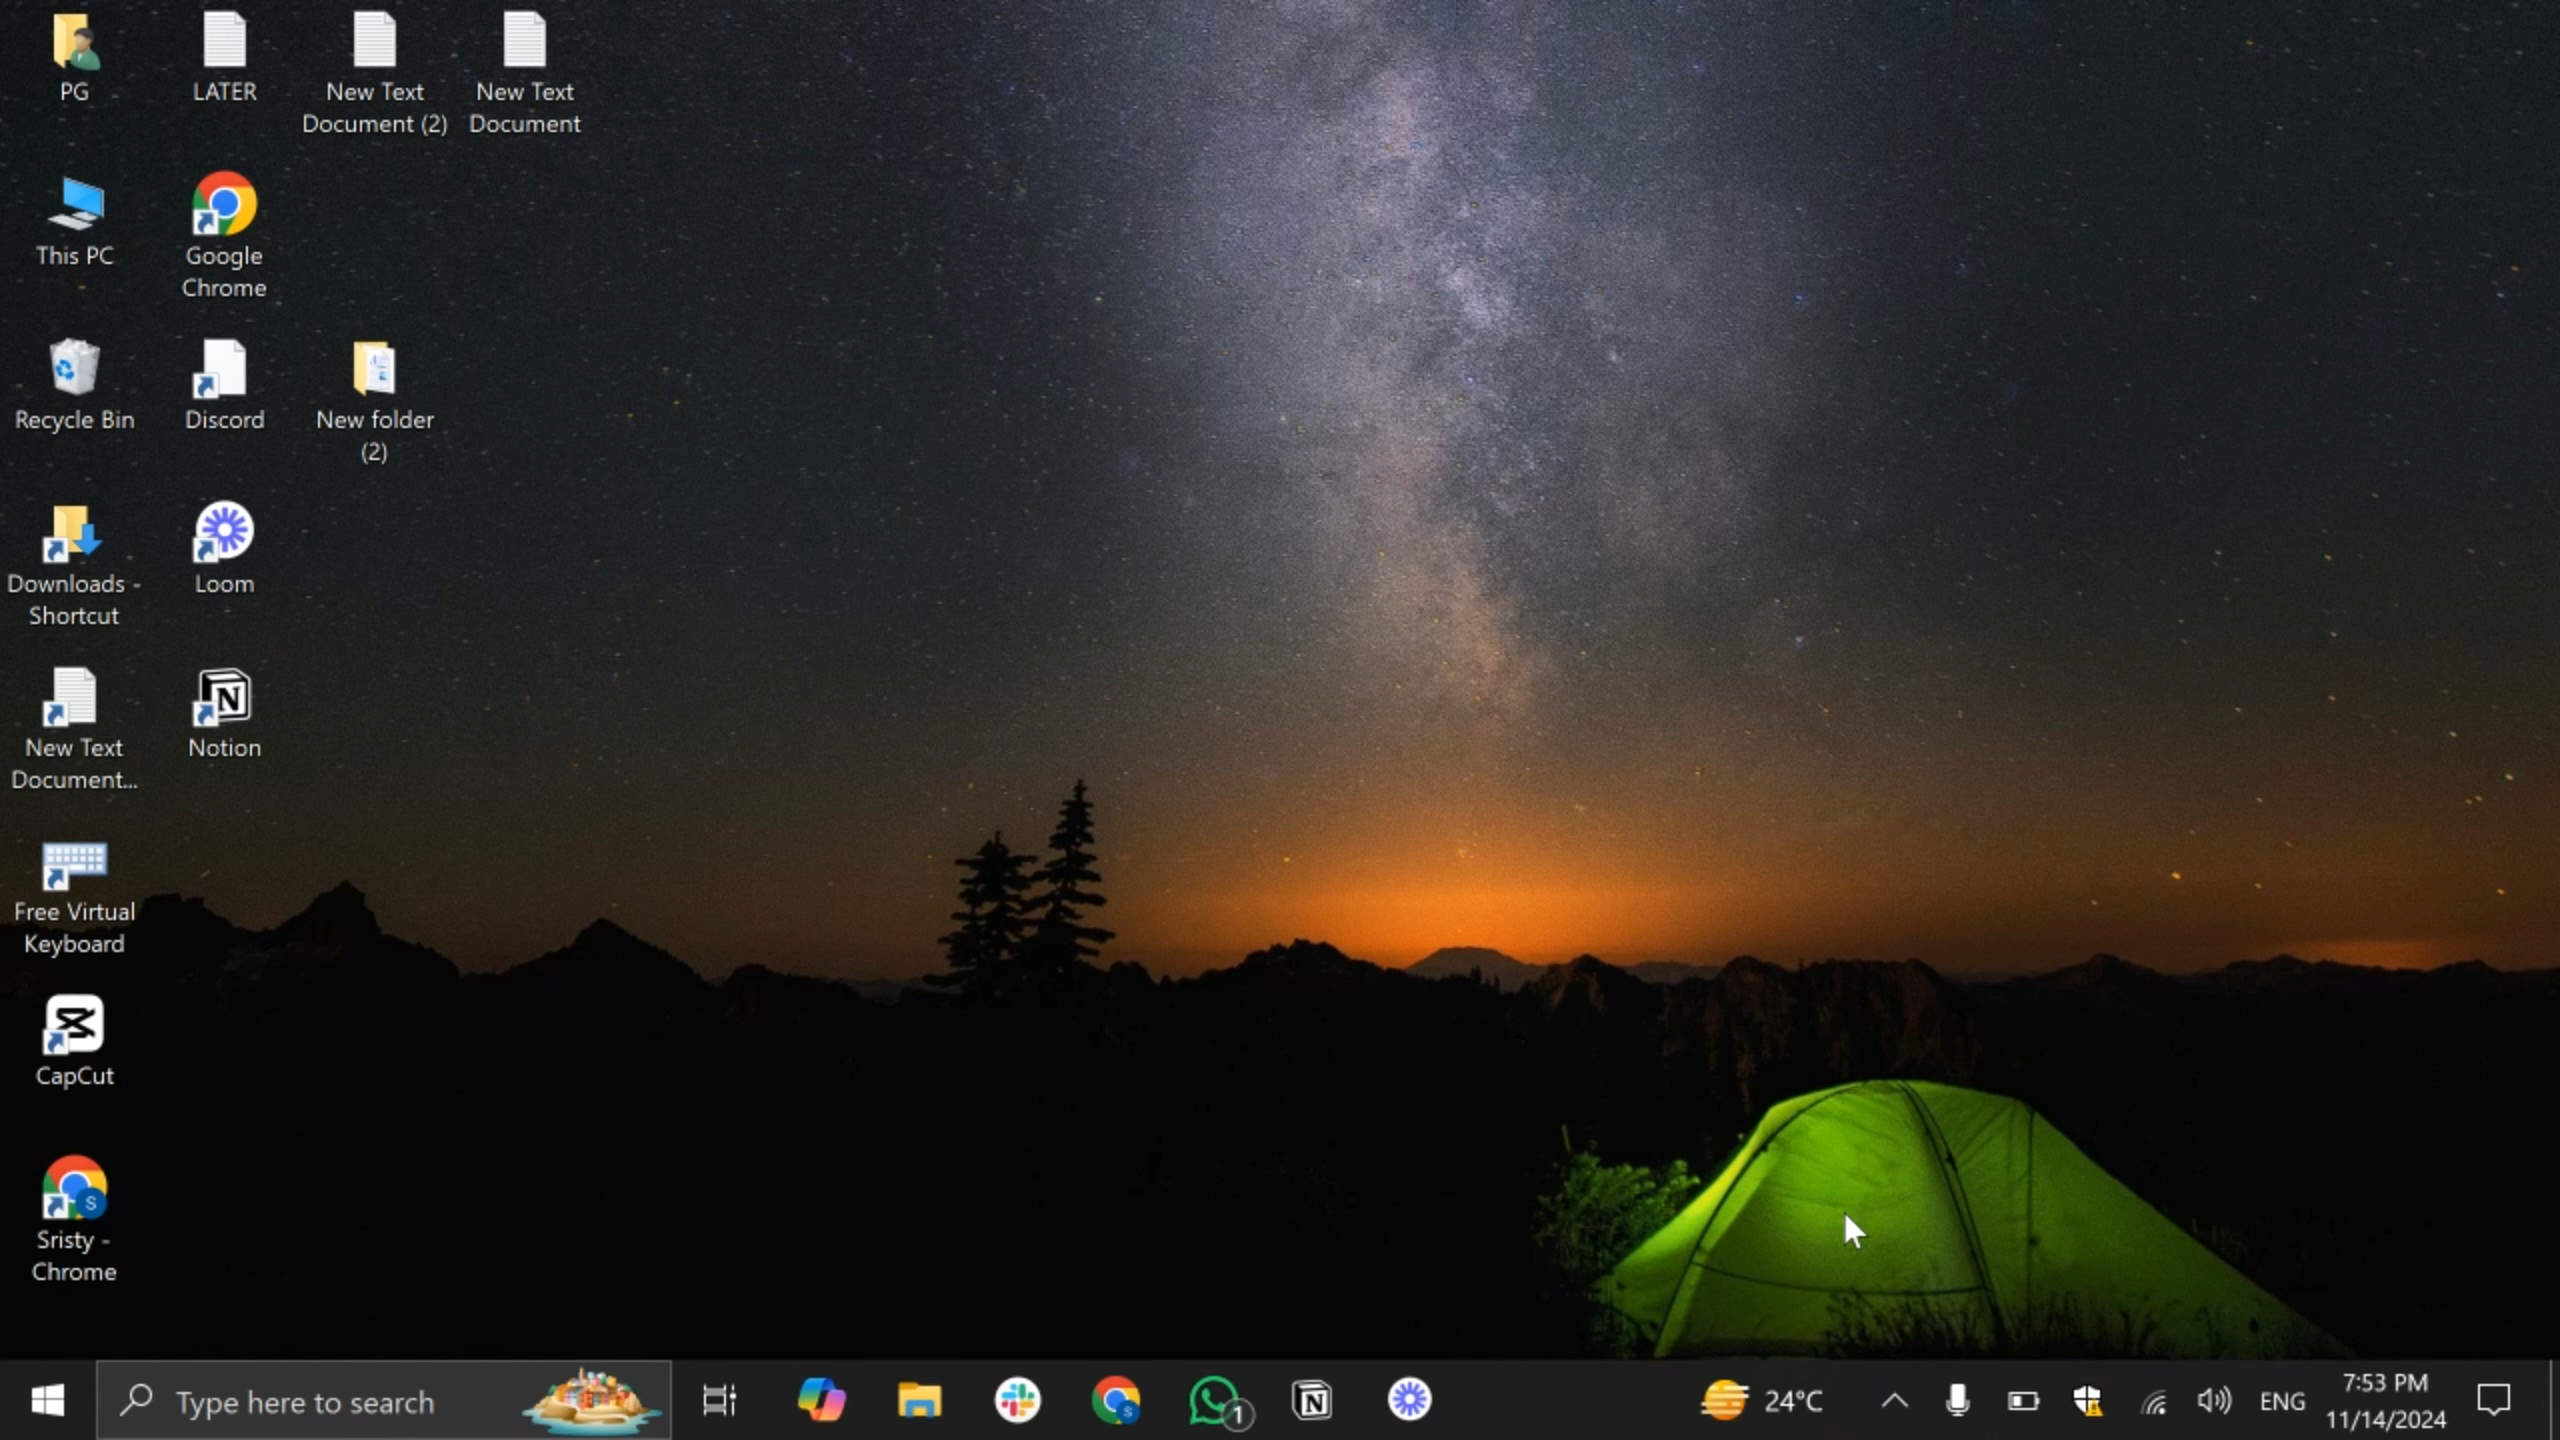 PG
LATER
New Text
Document (2)
New Text
Document
This PC
Google
Chrome
Recycle Bin
Discord
New folder
(2)
Downloads -
Shortcut
Loom
New Text
Document...
Notion
Free Virtual
Keyboard
CapCut
S
Sristy -
Chrome
Type here to search
S
1
N
24°C
ENG
7:53 PM
11/14/2024